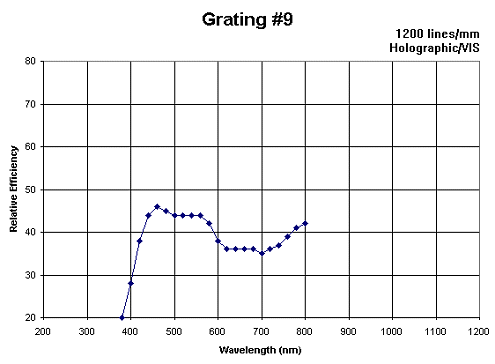 Grating #9
1200 lines/mm
Holographic/VIS
80
70
60
50
40
30
20
Relative Efficiency
200 300 400 500 600 700 800 900 1000 1100 1200
Wavelength (nm)